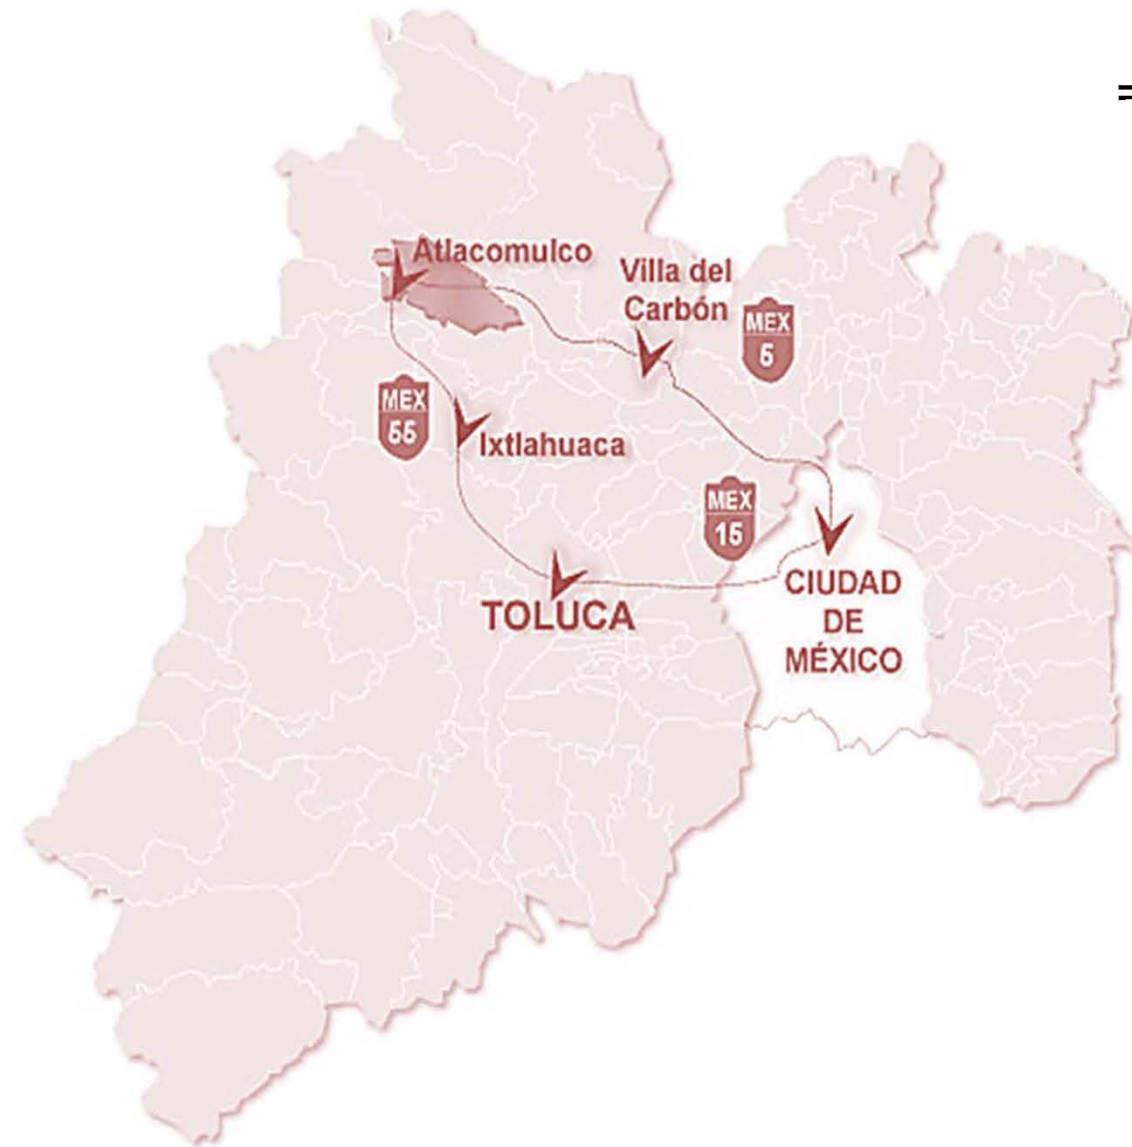 Atlacomulco
Villa del
Carbón
MEX
5
MEX
55
Ixtlahuaca
MEX
15
TOLUCA
CIUDAD
DE
MÉXICO